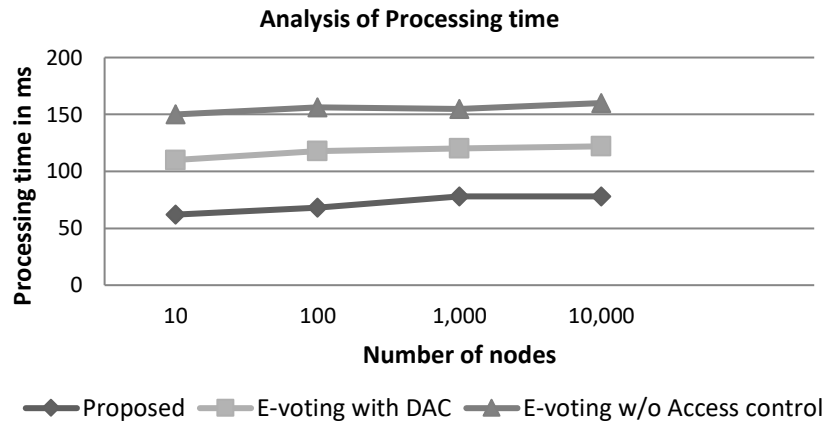 Analysis of Processing time
Processing time in ms
200
150
100
50
0
10 100 1,000 10,000
Number of nodes
Proposed E-voting with DAC E-voting w/o Access control